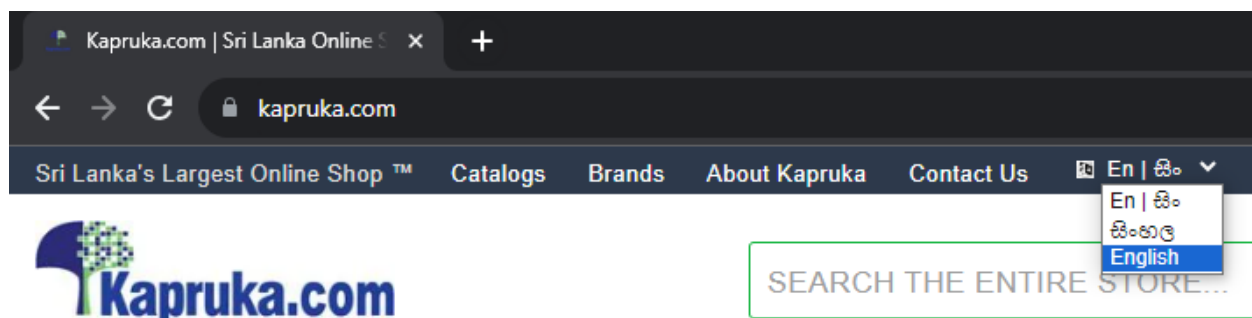 Kapruka.com | Sri Lanka Online S
kapruka.com
Sri Lanka's Largest Online Shop ™ Catalogs Brands About Kapruka Contact Us En | සිං
En | සිං
සිංහල
English
Kapruka.com
SEARCH THE ENTIRE STORE...